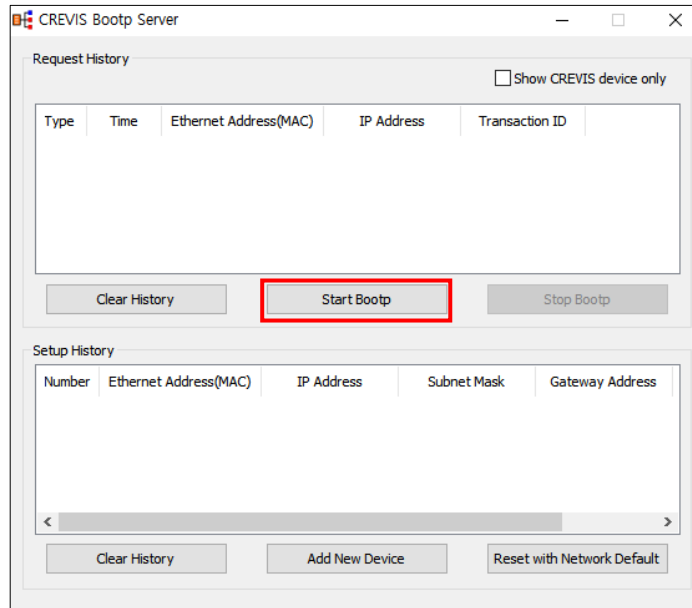 CREVIS Bootp Server
Request History
Show CREVIS device only
Type Time Ethernet Address(MAC) IP Address Transaction ID
Clear History Start Bootp Stop Bootp
Setup History
Number Ethernet Address(MAC) IP Address Subnet Mask Gateway Address
Clear History Add New Device Reset with Network Default